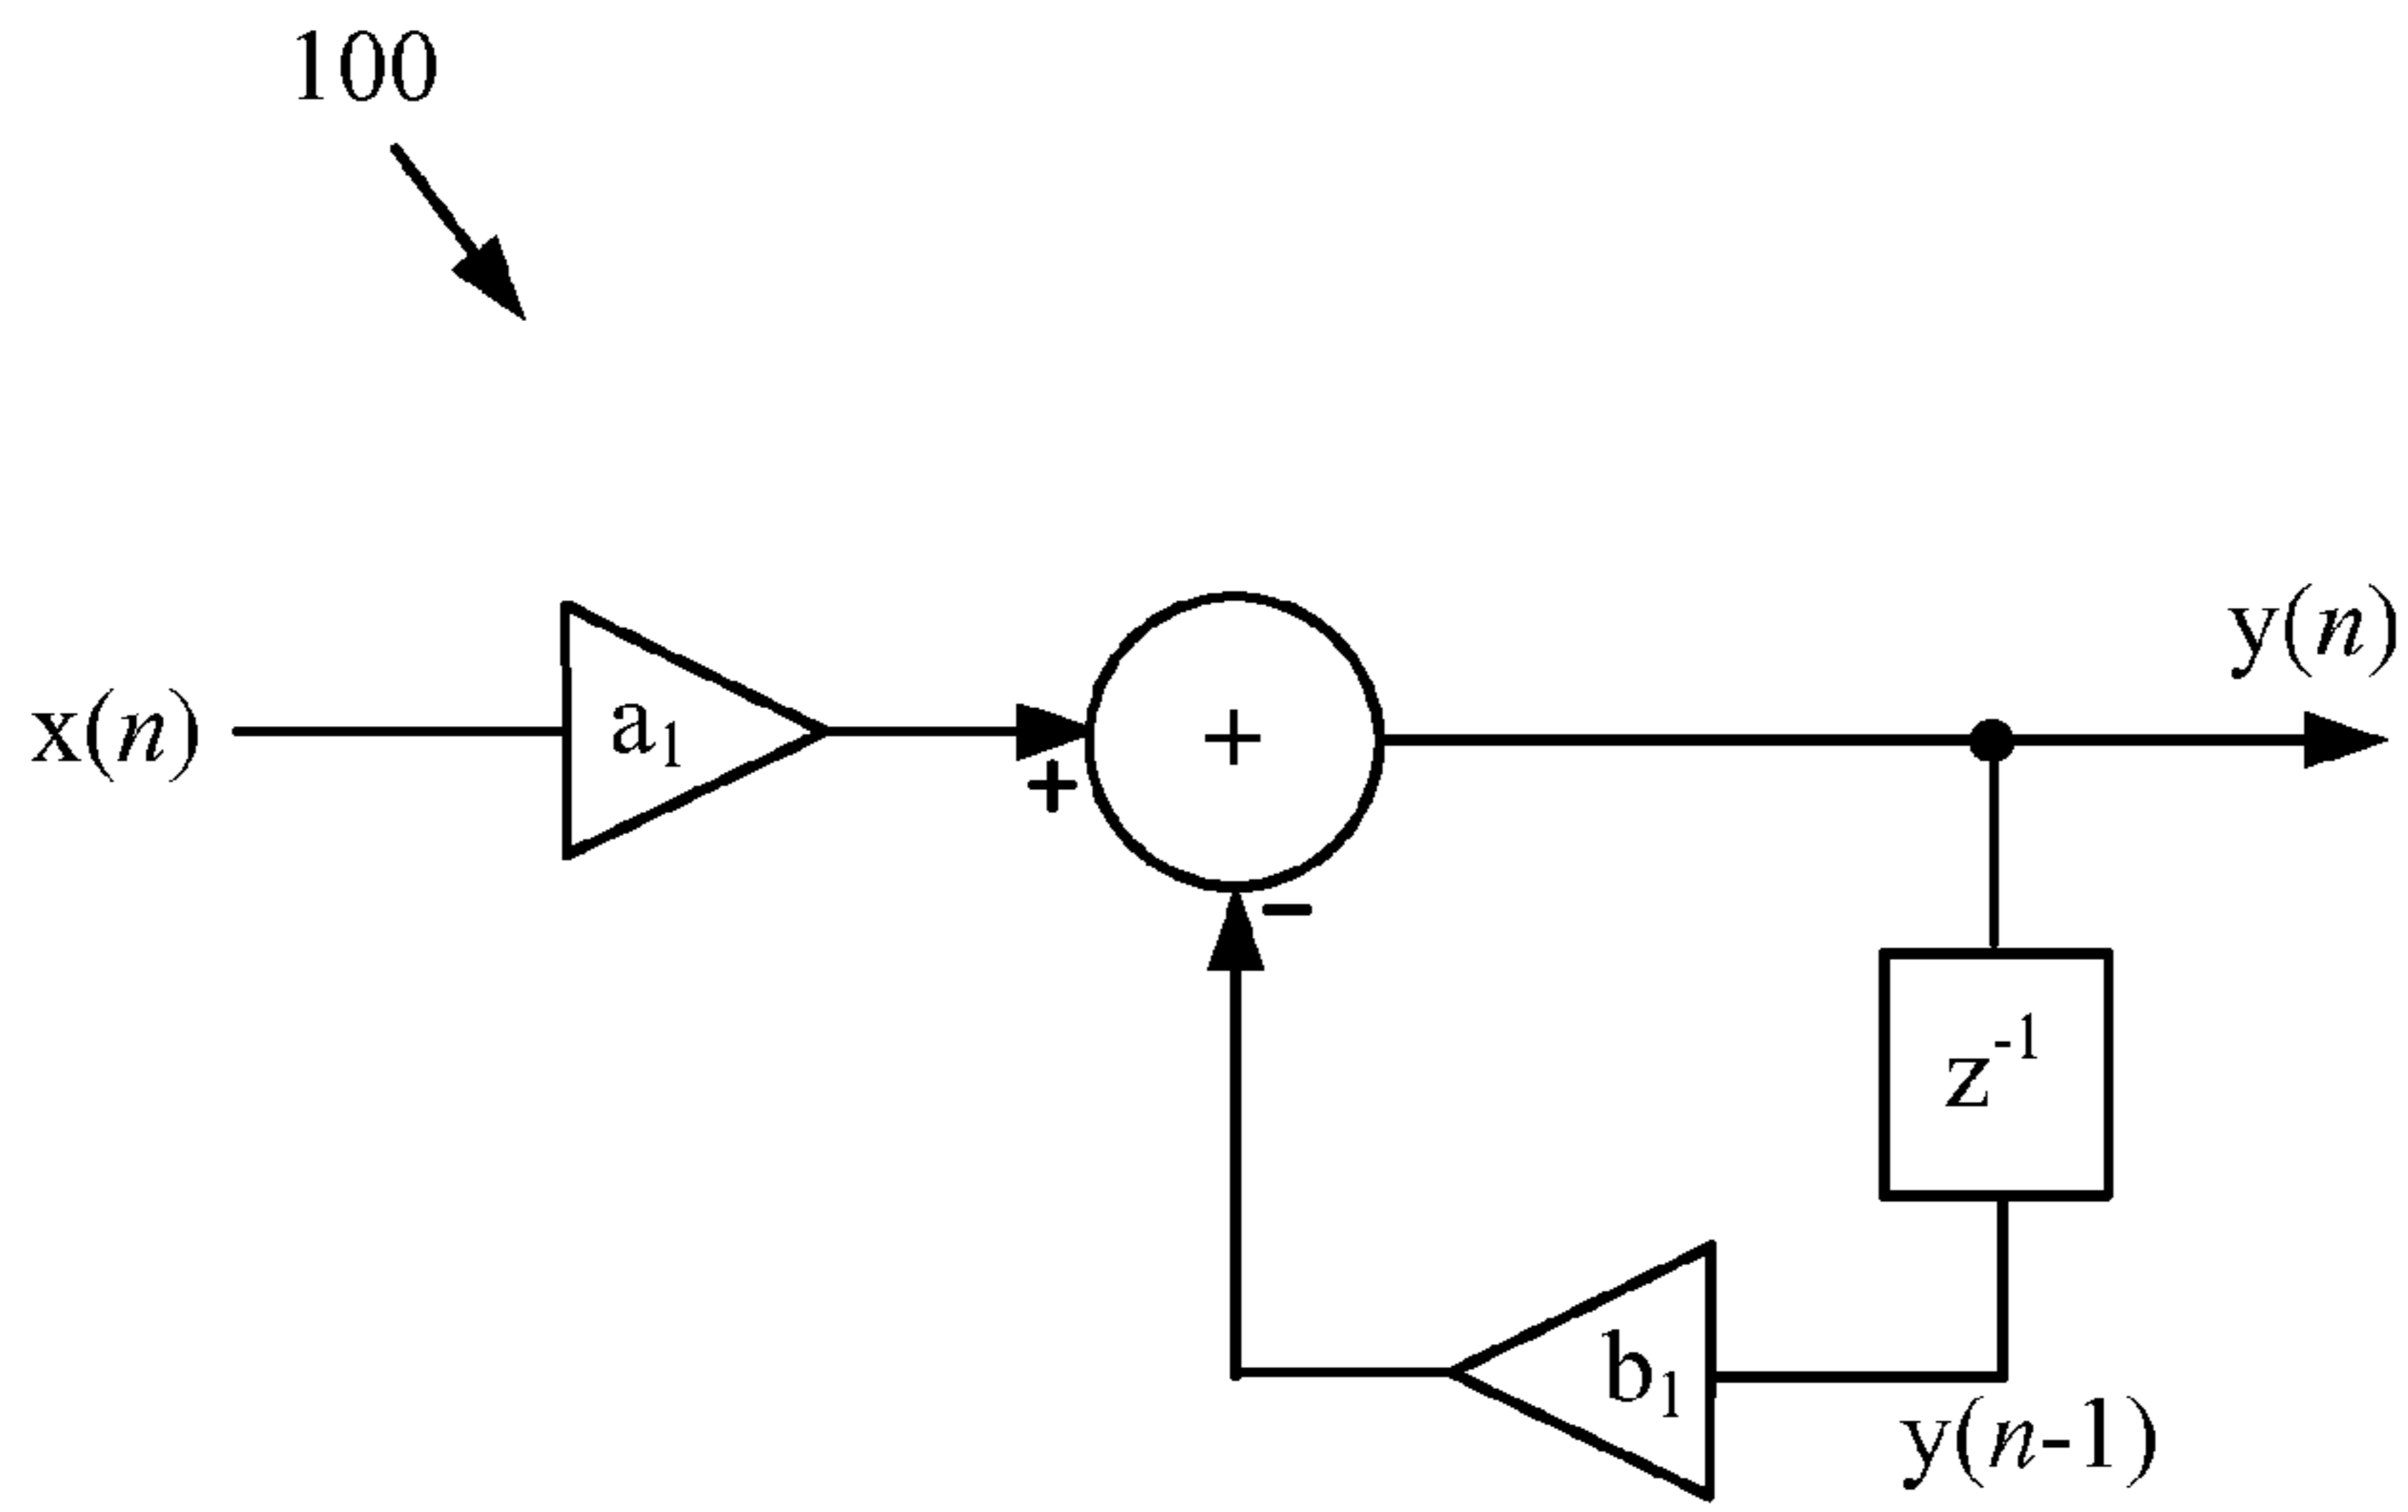 100
y(n)
x(n)
a₁
+
+
−
z⁻¹
b₁
y(n-1)